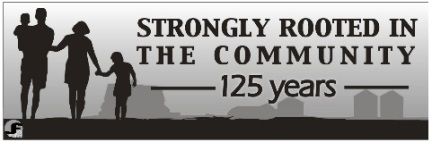 STRONGLY ROOTED IN
THE COMMUNITY
125 years